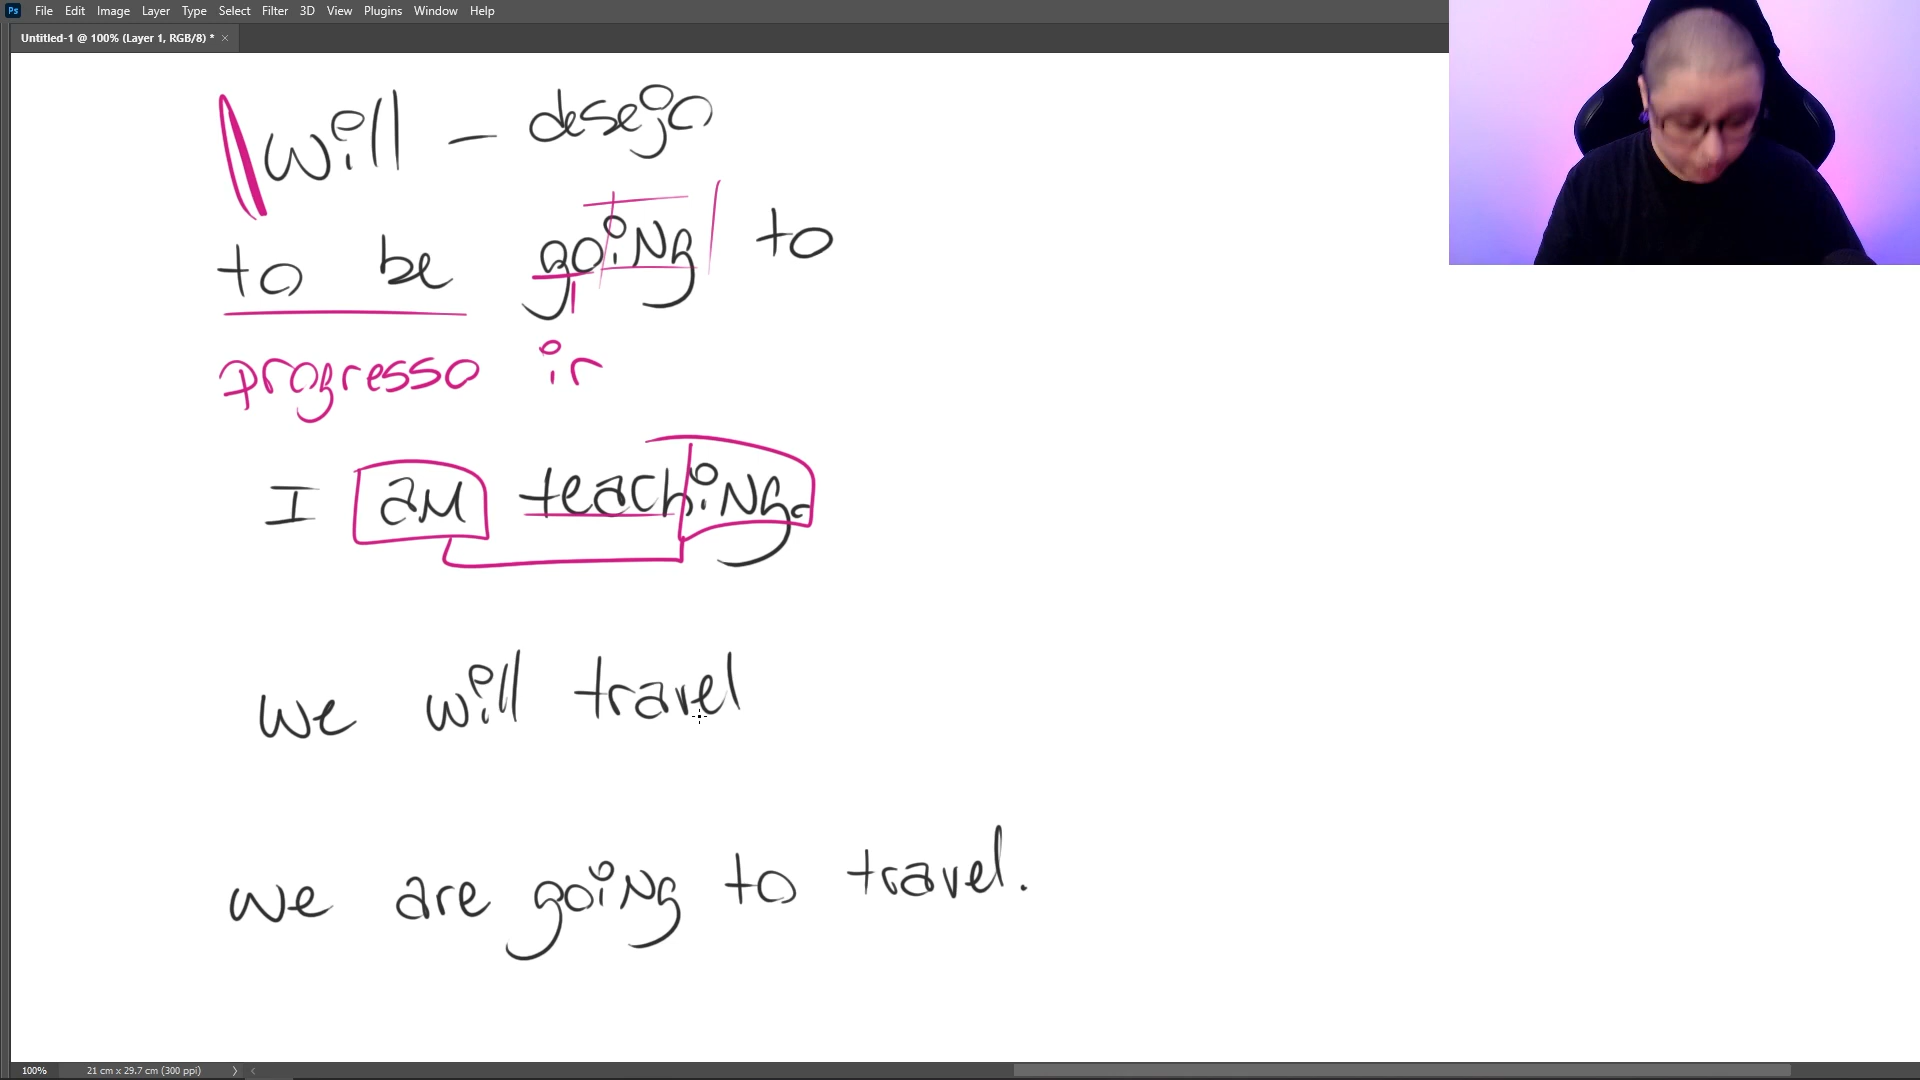 Ps File Edit Image Layer Type Select Filter 3D View Plugins Window Help
Untitled-1 @ 100% (Layer 1, RGB/8) * ×
will – desejo
to be going to
progresso ir
I am teaching.
we will travel
we are going to travel.
100% 21 cm x 29.7 cm (300 ppi)